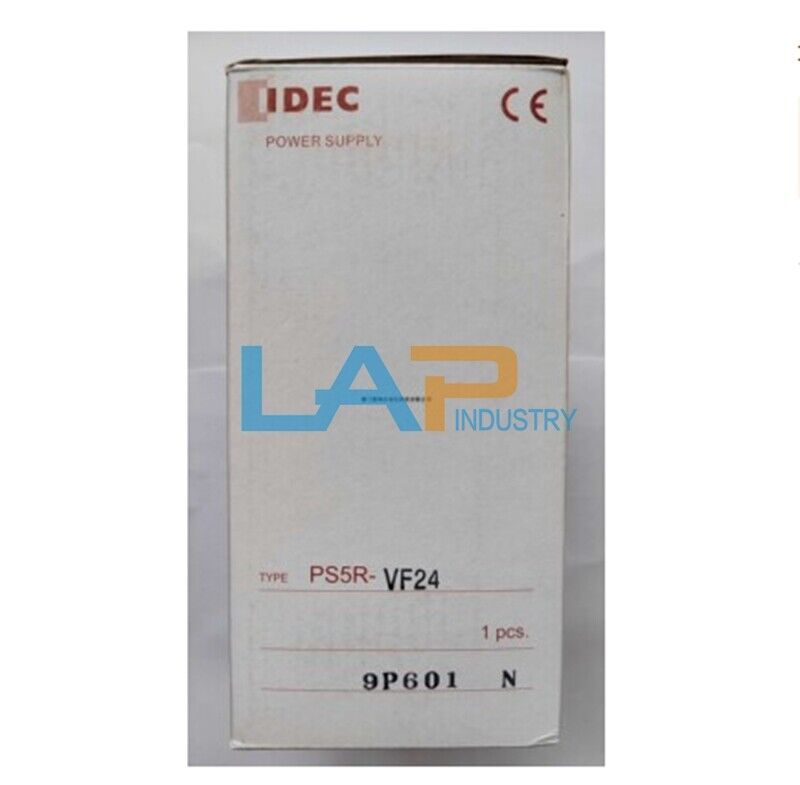 IDEC
CE
POWER SUPPLY
LAP
INDUSTRY
TYPE PS5R-VF24
1 pcs.
9P601 N